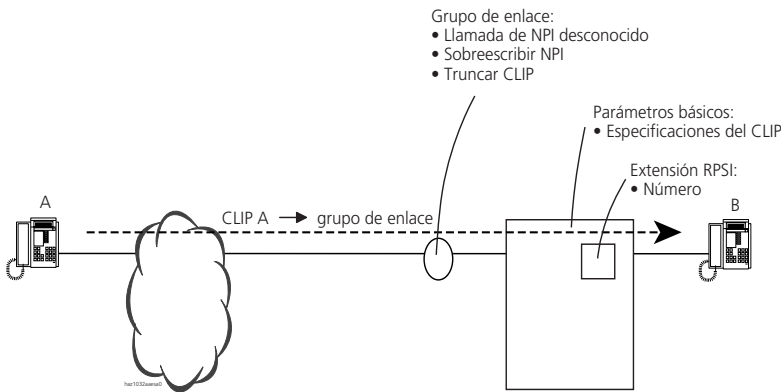 Grupo de enlace:
• Llamada de NPI desconocido
• Sobreescribir NPI
• Truncar CLIP
Parámetros básicos:
• Especificaciones del CLIP
Extensión RPSI:
• Número
A
B
CLIP A → grupo de enlace
haz1032aaesa0